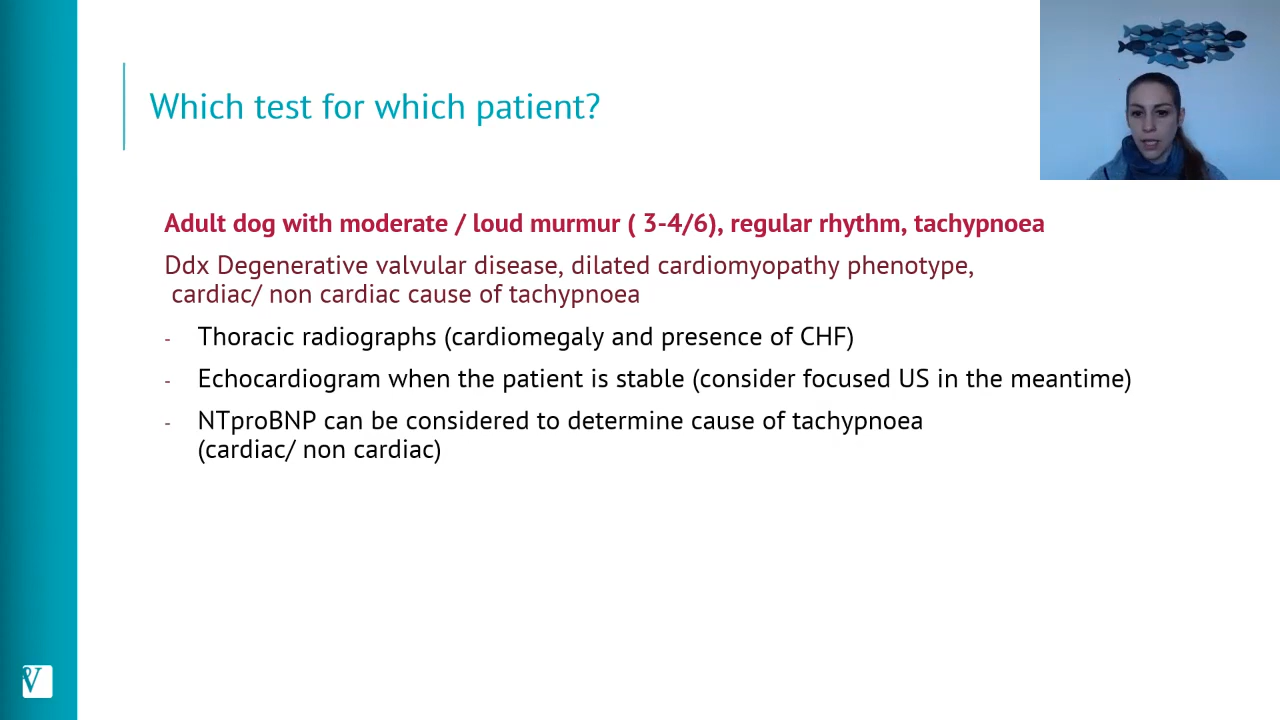 Which test for which patient?
Adult dog with moderate / loud murmur ( 3-4/6), regular rhythm, tachypnoea
Ddx Degenerative valvular disease, dilated cardiomyopathy phenotype,
cardiac/ non cardiac cause of tachypnoea
- Thoracic radiographs (cardiomegaly and presence of CHF)
- Echocardiogram when the patient is stable (consider focused US in the meantime)
- NTproBNP can be considered to determine cause of tachypnoea
(cardiac/ non cardiac)
&V